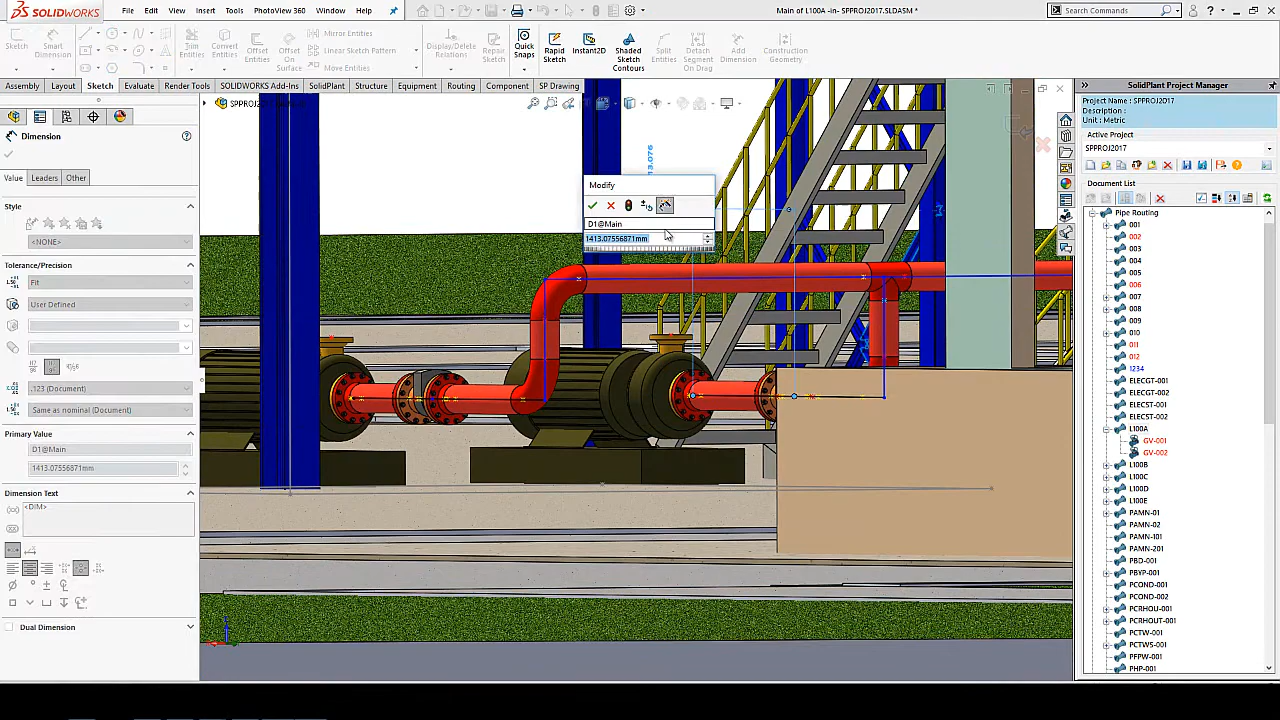 SOLIDWORKS
File Edit View Insert Tools PhotoView 360 Window Help
Main of L100A -in- SPPROJ2017.SLDASM *
Search Commands
Sketch
Smart Dimension
Trim Entities
Convert Entities
Offset Entities
Offset On Surface
Mirror Entities
Linear Sketch Pattern
Move Entities
Display/Delete Relations
Repair Sketch
Quick Snaps
Rapid Sketch
Instant2D
Shaded Sketch Contours
Split Entities
Detach Segment On Drag
Add Dimension
Construction Geometry
Assembly Layout Sketch Evaluate Render Tools SOLIDWORKS Add-Ins SolidPlant Structure Equipment Routing Component SP Drawing
Dimension
Value Leaders Other
Style
<NONE>
Tolerance/Precision
Fit
User Defined
.123 (Document)
Same as nominal (Document)
Primary Value
D1@Main
1413.07556871mm
Dimension Text
<DIM>
Dual Dimension
Modify
D1@Main
1413.07556871mm
SolidPlant Project Manager
Project Name : SPPROJ2017
Description :
Unit : Metric
Active Project
SPPROJ2017
Document List
Pipe Routing
001
002
003
004
005
006
007
008
009
010
011
012
1234
ELECGT-001
ELECGT-002
ELECST-001
ELECST-002
L100A
GV-001
GV-002
L100B
L100C
L100D
L100E
PAMN-01
PAMN-02
PAMN-101
PAMN-201
PBD-001
PBYP-001
PCOND-001
PCOND-002
PCRHOU-001
PCRHOUT-001
PCTW-001
PCTWS-001
PFPW-001
PHP-001